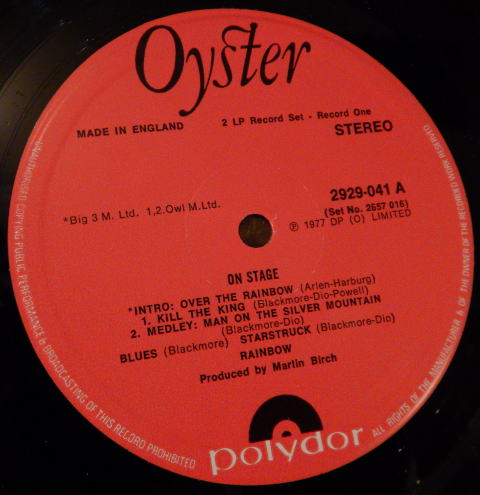 Oyster
MADE IN ENGLAND
2 LP Record Set - Record One
STEREO
*Big 3 M. Ltd. 1,2.Owl M.Ltd.
2929-041 A
(Set No. 2657 016)
℗ 1977 DP (O) LIMITED
ON STAGE
*INTRO: OVER THE RAINBOW (Arlen-Harburg)
1. KILL THE KING (Blackmore-Dio-Powell)
2. MEDLEY: MAN ON THE SILVER MOUNTAIN
(Blackmore-Dio)
BLUES (Blackmore) STARSTRUCK (Blackmore-Dio)
RAINBOW
Produced by Martin Birch
polydor
ALL RIGHTS OF THE MANUFACTURER & OF THE OWNER OF THE RECORDED WORK RESERVED
UNAUTHORISED COPYING PUBLIC PERFORMANCE & BROADCASTING OF THIS RECORD PROHIBITED